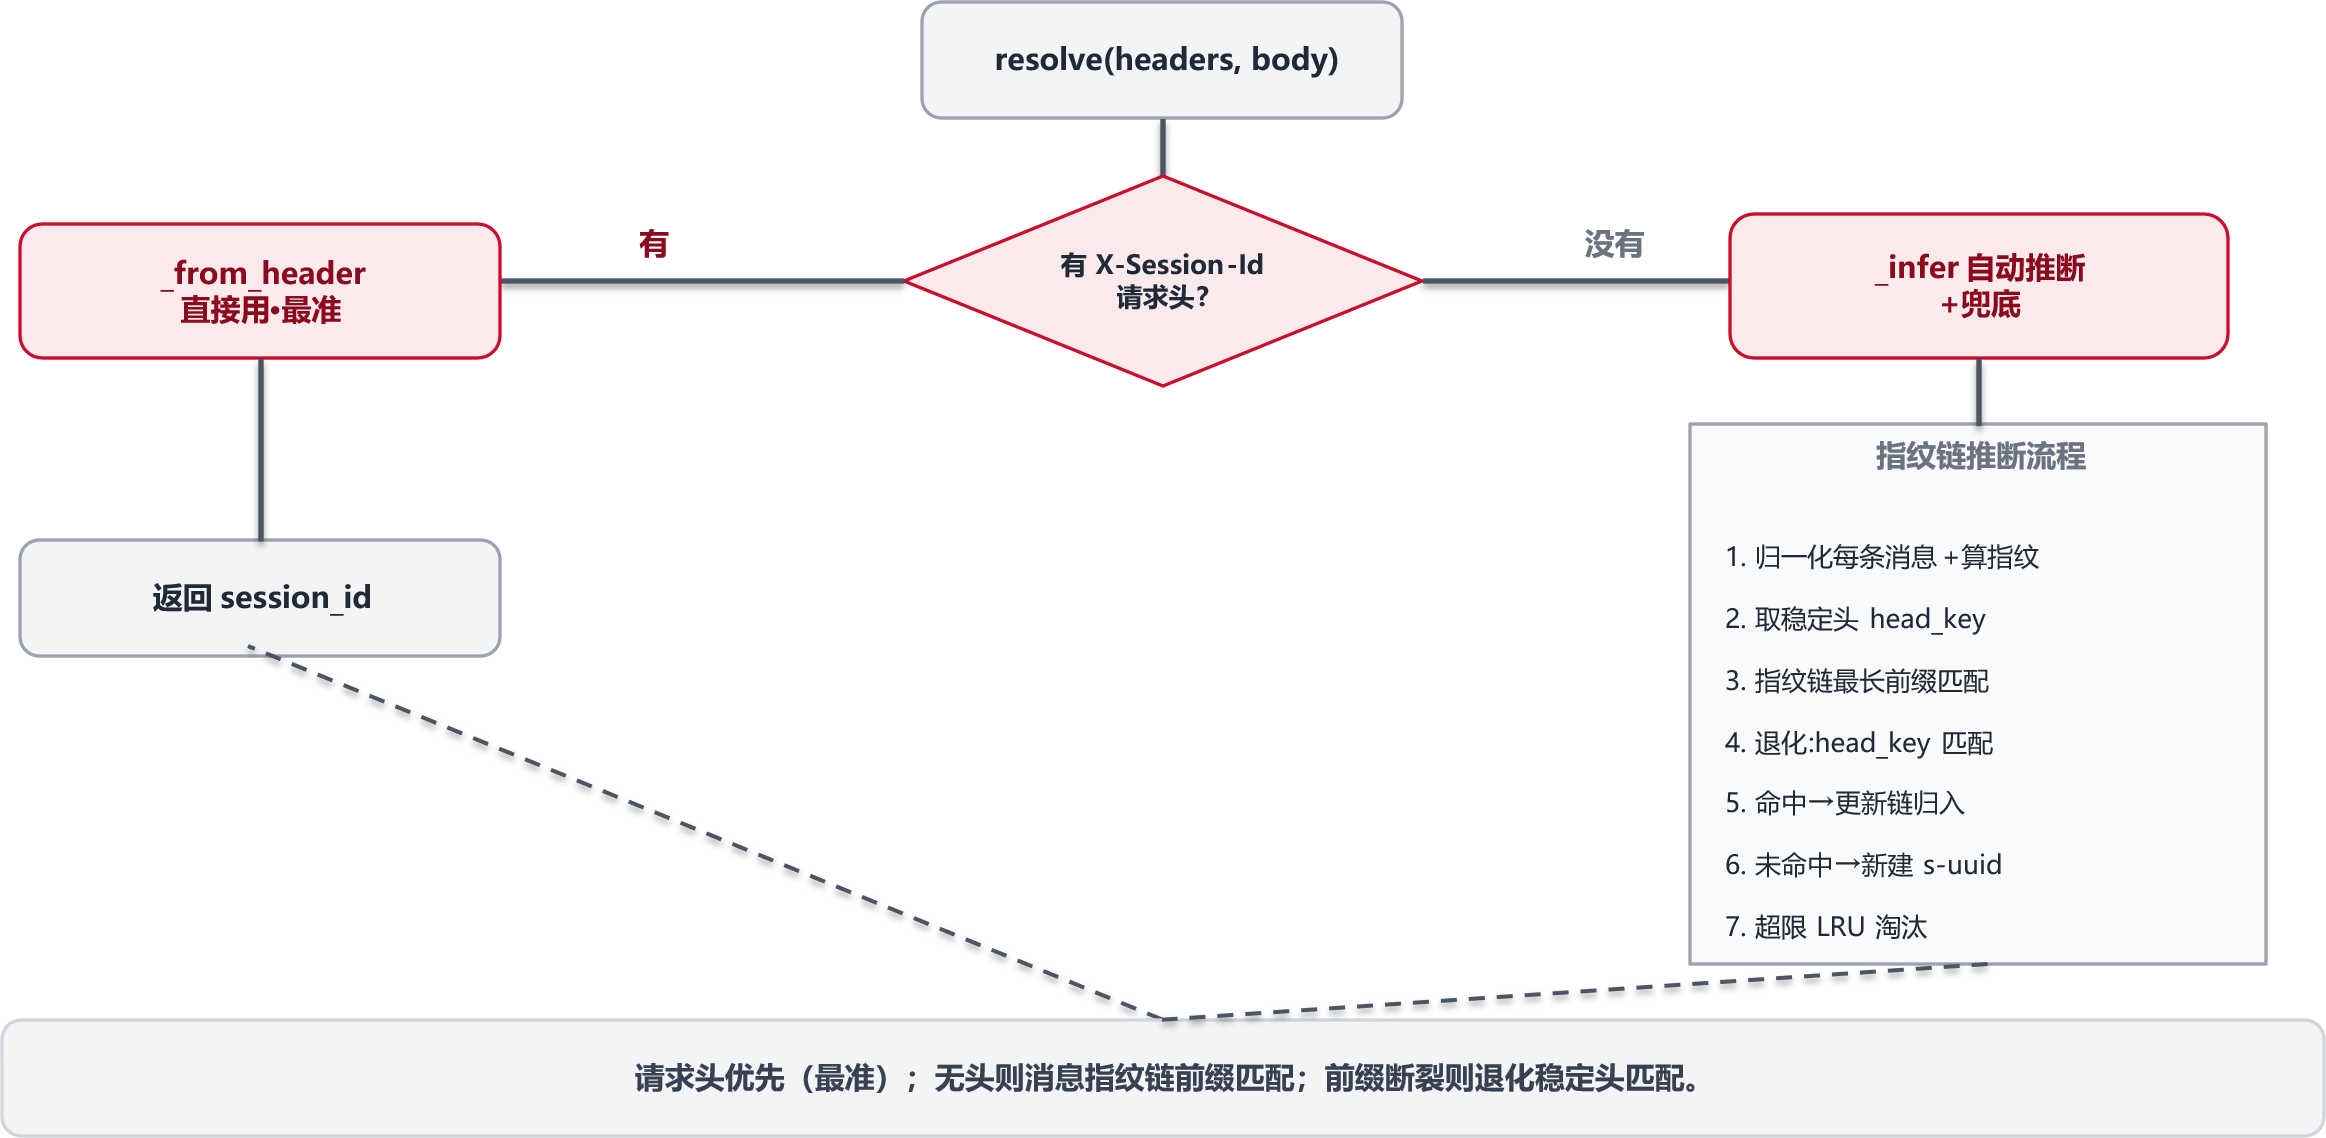 resolve(headers, body)
有
有 X-Session-Id
请求头?
没有
_from_header
直接用·最准
_infer 自动推断
+兜底
返回 session_id
指纹链推断流程
1. 归一化每条消息+算指纹
2. 取稳定头 head_key
3. 指纹链最长前缀匹配
4. 退化:head_key 匹配
5. 命中→更新链归入
6. 未命中→新建 s-uuid
7. 超限 LRU 淘汰
请求头优先（最准）；无头则消息指纹链前缀匹配；前缀断裂则退化稳定头匹配。